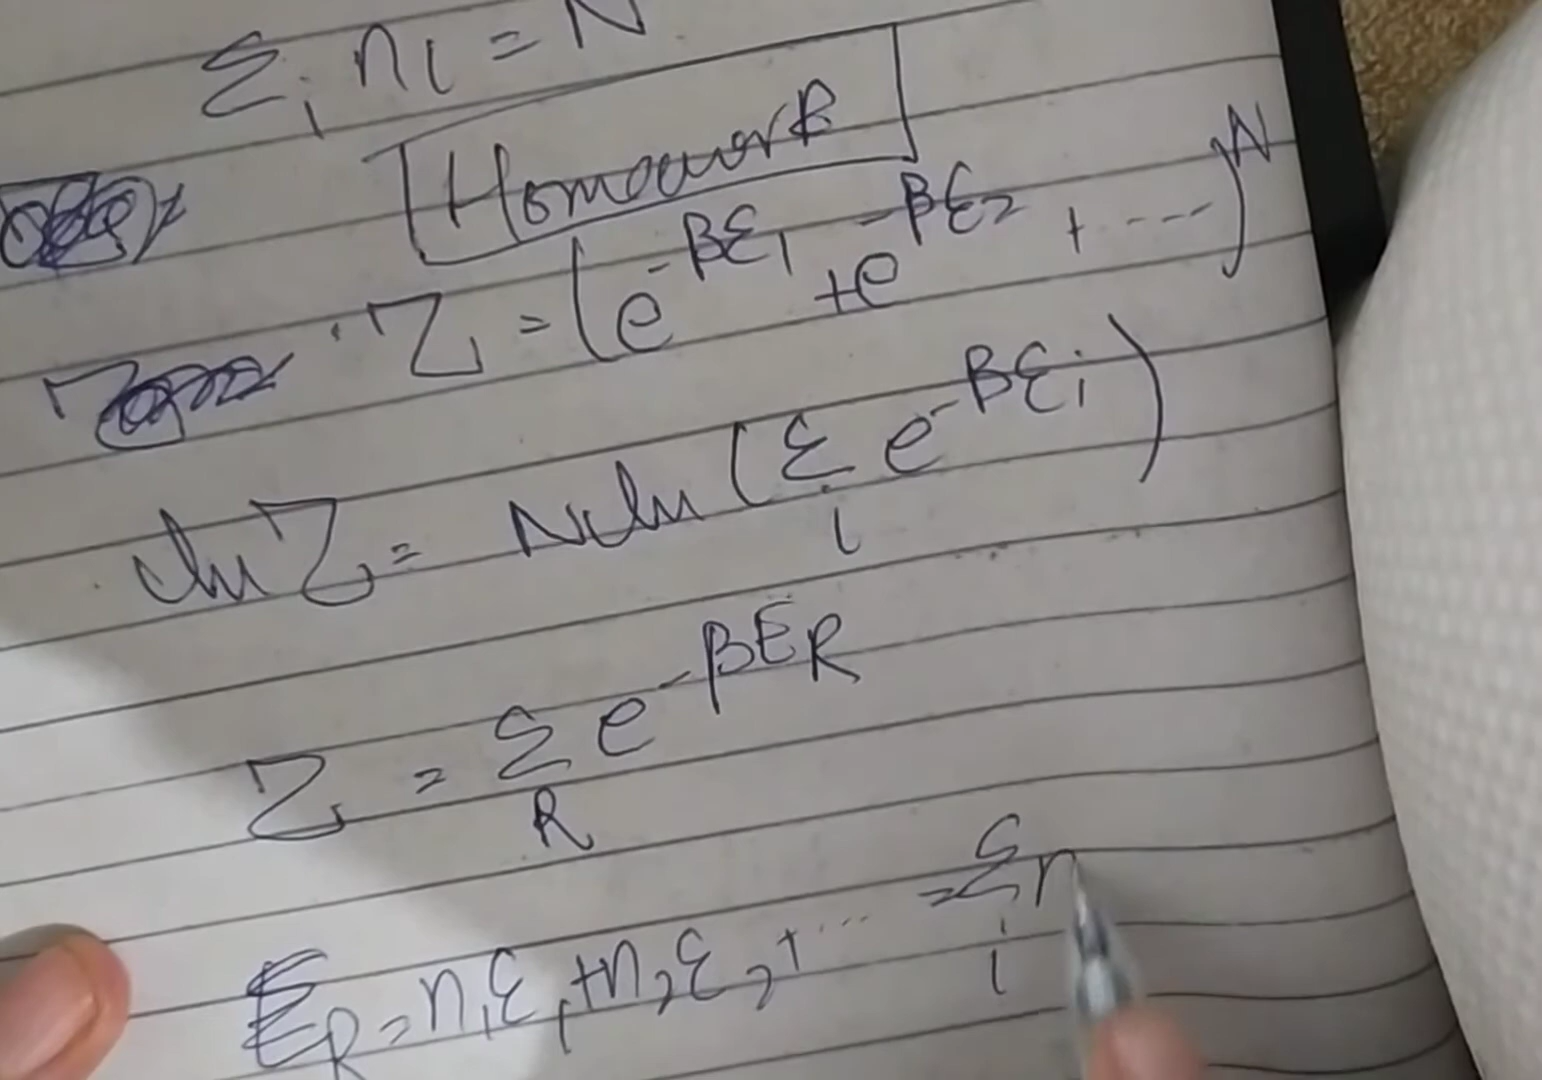 Σᵢ nᵢ = N
Homework
Z = (e^{-βε₁} + e^{-βε₂} + ----)^N
ln Z = N ln (Σᵢ e^{-βεᵢ})
Z = Σ_R e^{-βE_R}
E_R = n₁ε₁ + n₂ε₂ + ... = Σᵢ n